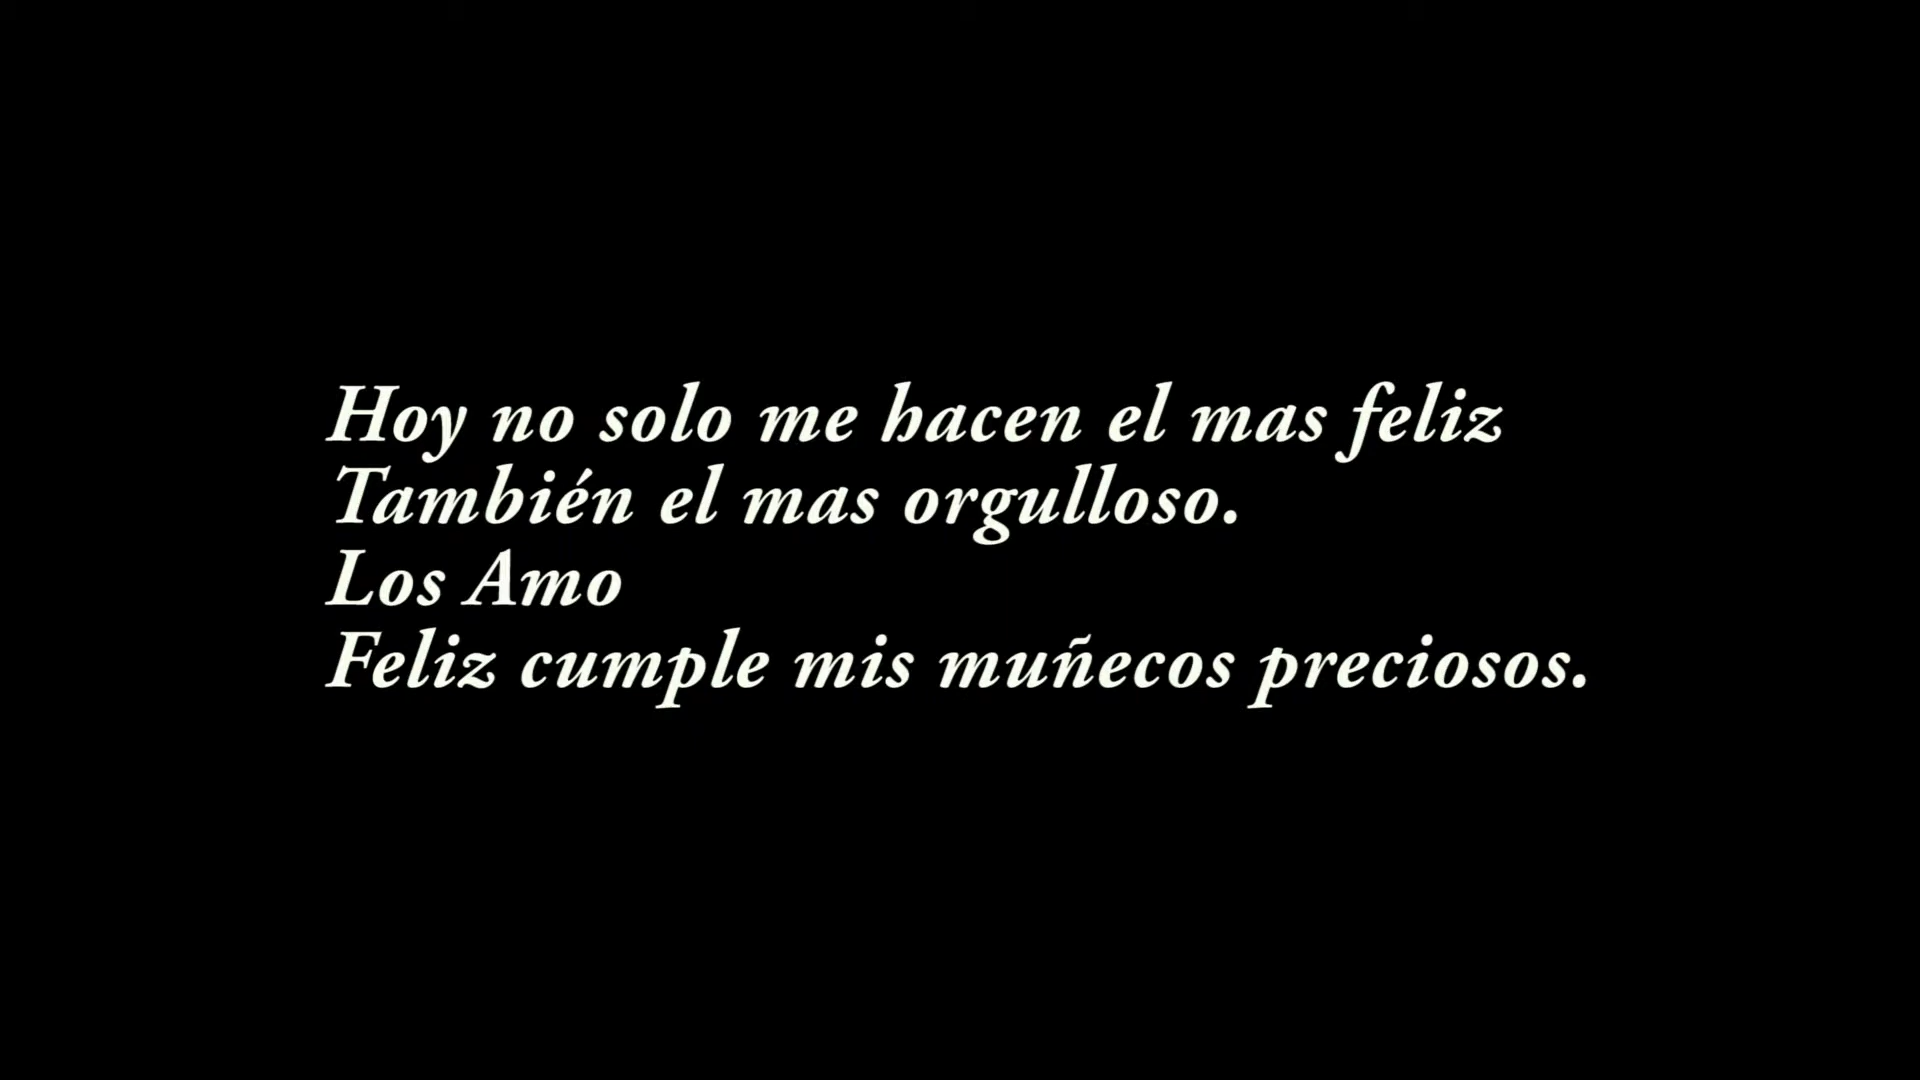 Hoy no solo me hacen el mas feliz
También el mas orgulloso.
Los Amo
Feliz cumple mis muñecos preciosos.